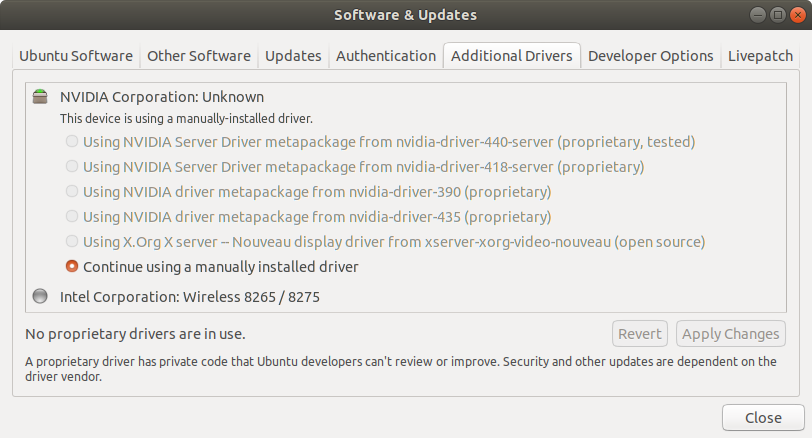 Software & Updates
Ubuntu Software
Other Software
Updates
Authentication
Additional Drivers
Developer Options
Livepatch
NVIDIA Corporation: Unknown
This device is using a manually-installed driver.
Using NVIDIA Server Driver metapackage from nvidia-driver-440-server (proprietary, tested)
Using NVIDIA Server Driver metapackage from nvidia-driver-418-server (proprietary)
Using NVIDIA driver metapackage from nvidia-driver-390 (proprietary)
Using NVIDIA driver metapackage from nvidia-driver-435 (proprietary)
Using X.Org X server -- Nouveau display driver from xserver-xorg-video-nouveau (open source)
Continue using a manually installed driver
Intel Corporation: Wireless 8265 / 8275
No proprietary drivers are in use.
Revert
Apply Changes
A proprietary driver has private code that Ubuntu developers can't review or improve. Security and other updates are dependent on the
driver vendor.
Close